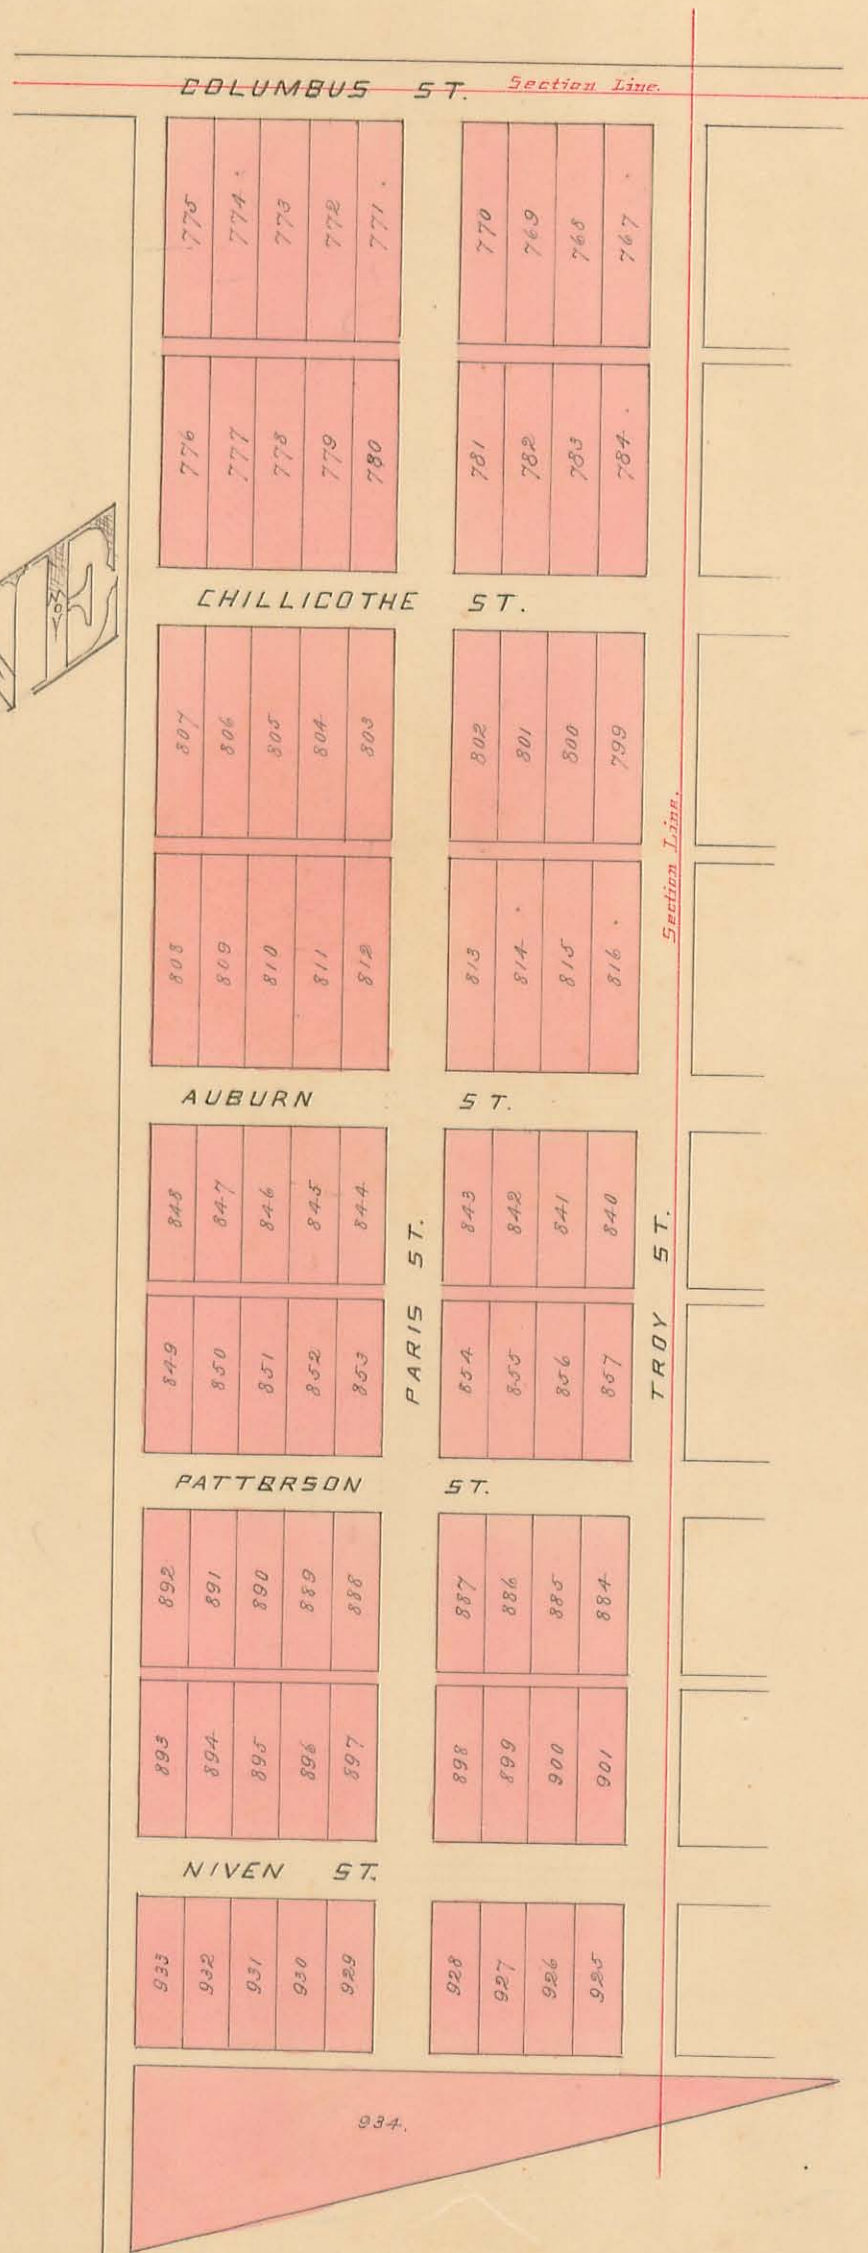 COLUMBUS ST. Section Line.
775 774. 773 772 771. 770 769 768 767.
776 777 778 779 780 781 782 783 784.
CHILLICOTHE ST.
807 806 805 804 803 802 801 800 799
808 809 810 811 812 813 814. 815 816.
Section Line.
AUBURN ST.
848 847 846 845 844 843 842 841 840
849 850 851 852 853 854 855 856 857
PARIS ST.
TROY ST.
PATTERSON ST.
892 891 890 889 888 887 886 885 884
893 894 895 896 897 898 899 900 901
NIVEN ST.
933 932 931 930 929 928 927 926 925
934.